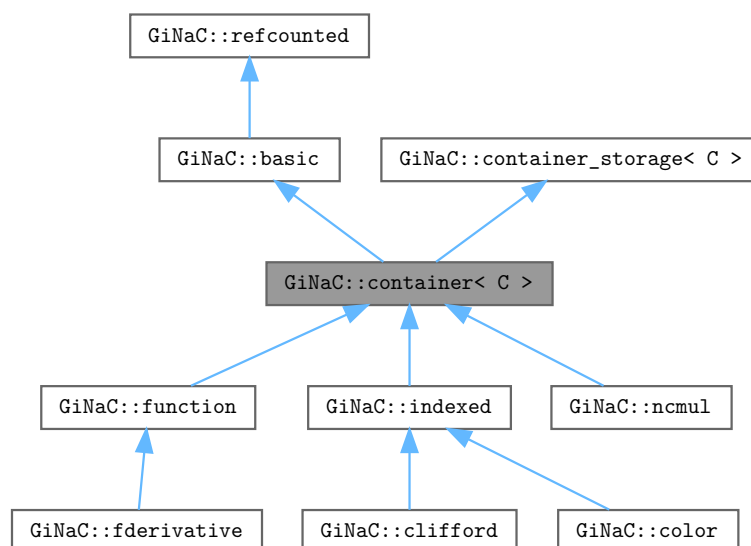 GiNaC::refcounted
GiNaC::basic
GiNaC::container_storage< C >
GiNaC::container< C >
GiNaC::function
GiNaC::indexed
GiNaC::ncmul
GiNaC::fderivative
GiNaC::clifford
GiNaC::color